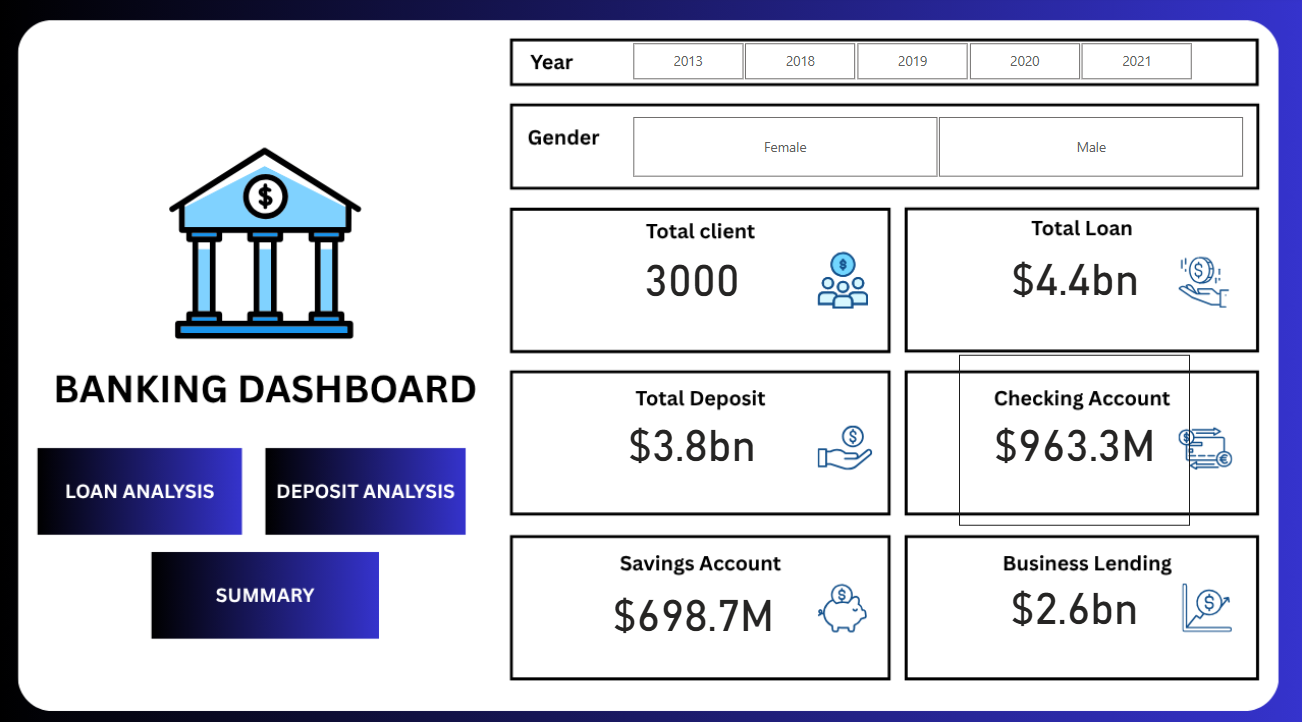 Year
2013 2018 2019 2020 2021
Gender
Female Male
Total client
3000
$
Total Loan
$4.4bn
$
$
BANKING DASHBOARD
LOAN ANALYSIS
DEPOSIT ANALYSIS
SUMMARY
Total Deposit
$3.8bn
$
Checking Account
$963.3M
$
€
Savings Account
$698.7M
$
Business Lending
$2.6bn
$